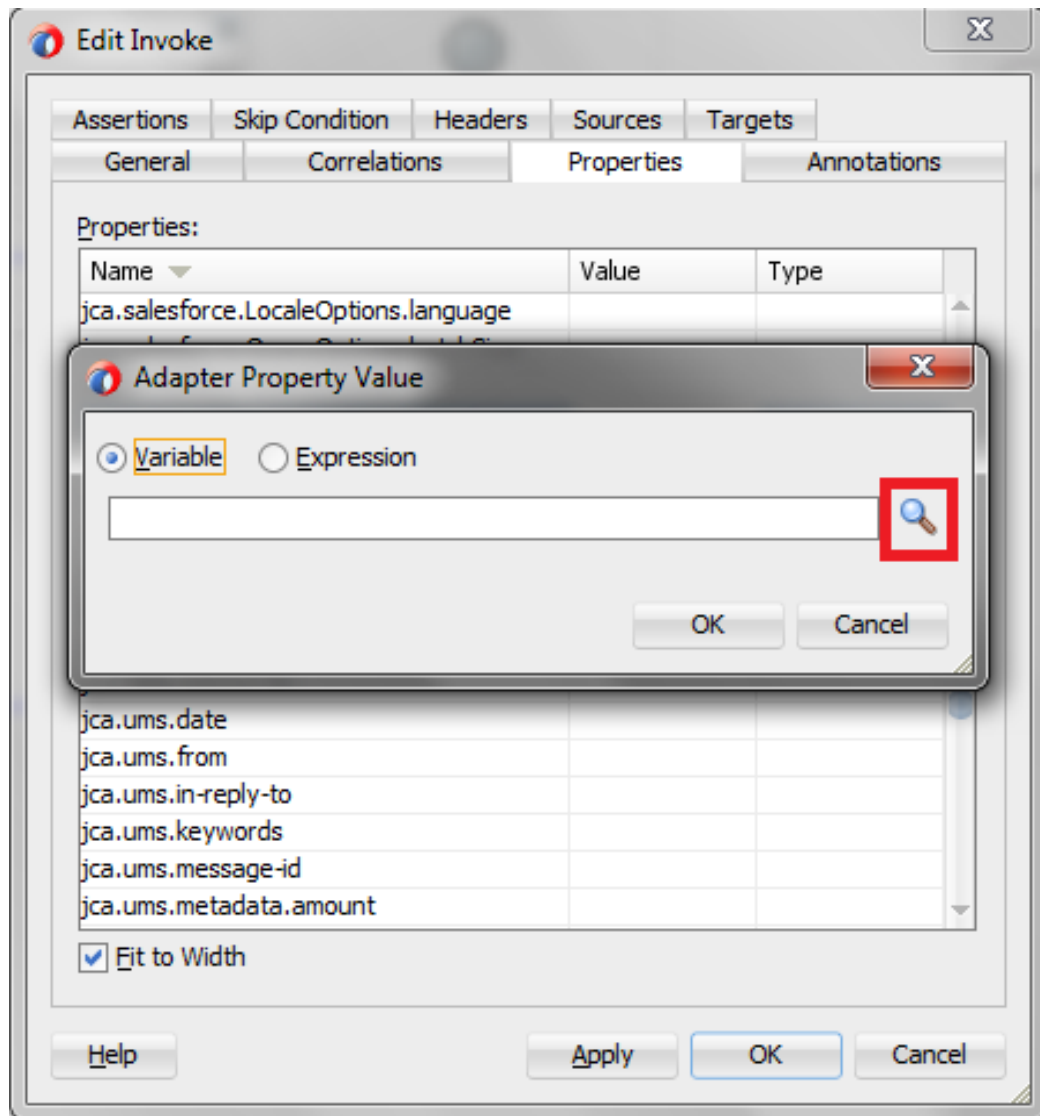 Edit Invoke
Assertions Skip Condition Headers Sources Targets
General Correlations Properties Annotations
Properties:
Name Value Type
jca.salesforce.LocaleOptions.language
Adapter Property Value
Variable Expression
OK Cancel
jca.ums.date
jca.ums.from
jca.ums.in-reply-to
jca.ums.keywords
jca.ums.message-id
jca.ums.metadata.amount
Fit to Width
Help Apply OK Cancel